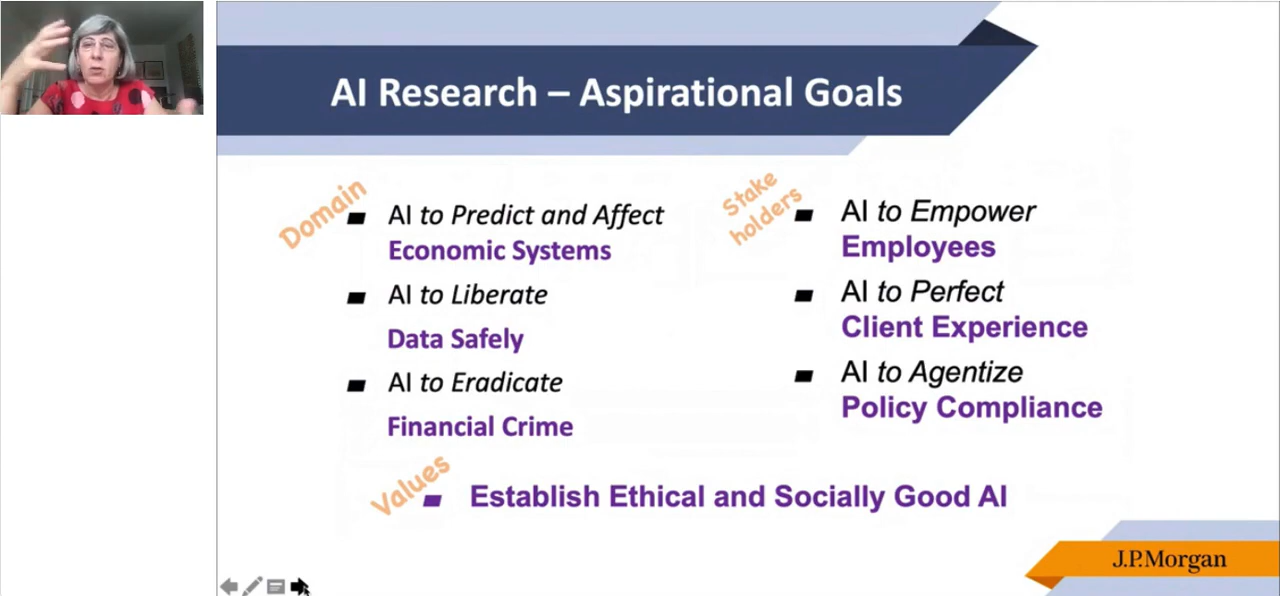 AI Research – Aspirational Goals
Domain
AI to Predict and Affect
Economic Systems
AI to Liberate
Data Safely
AI to Eradicate
Financial Crime
Stake
holders
AI to Empower
Employees
AI to Perfect
Client Experience
AI to Agentize
Policy Compliance
Values
Establish Ethical and Socially Good AI
J.P.Morgan